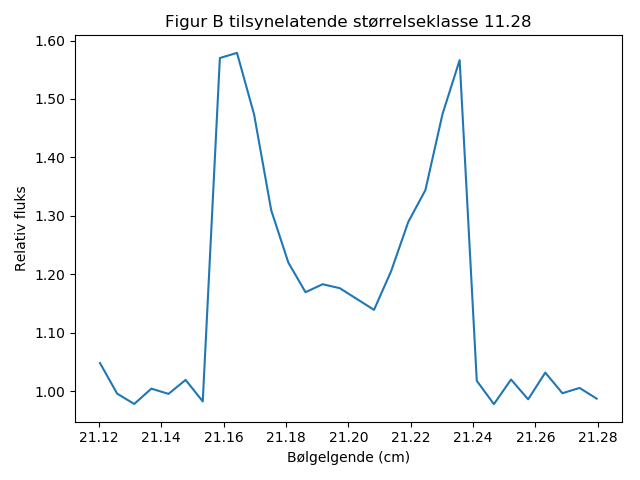 Figur B tilsynelatende størrelseklasse 11.28
1.60
1.50
1.40
1.30
1.20
1.10
1.00
Relativ fluks
21.12 21.14 21.16 21.18 21.20 21.22 21.24 21.26 21.28
Bølgelgende (cm)